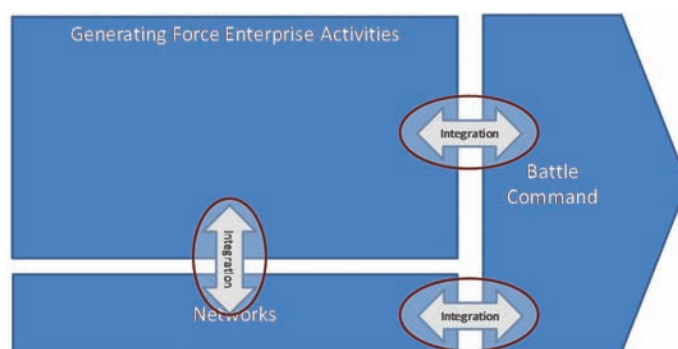 Generating Force Enterprise Activities
Integration
Battle
Command
Integration
Networks
Integration